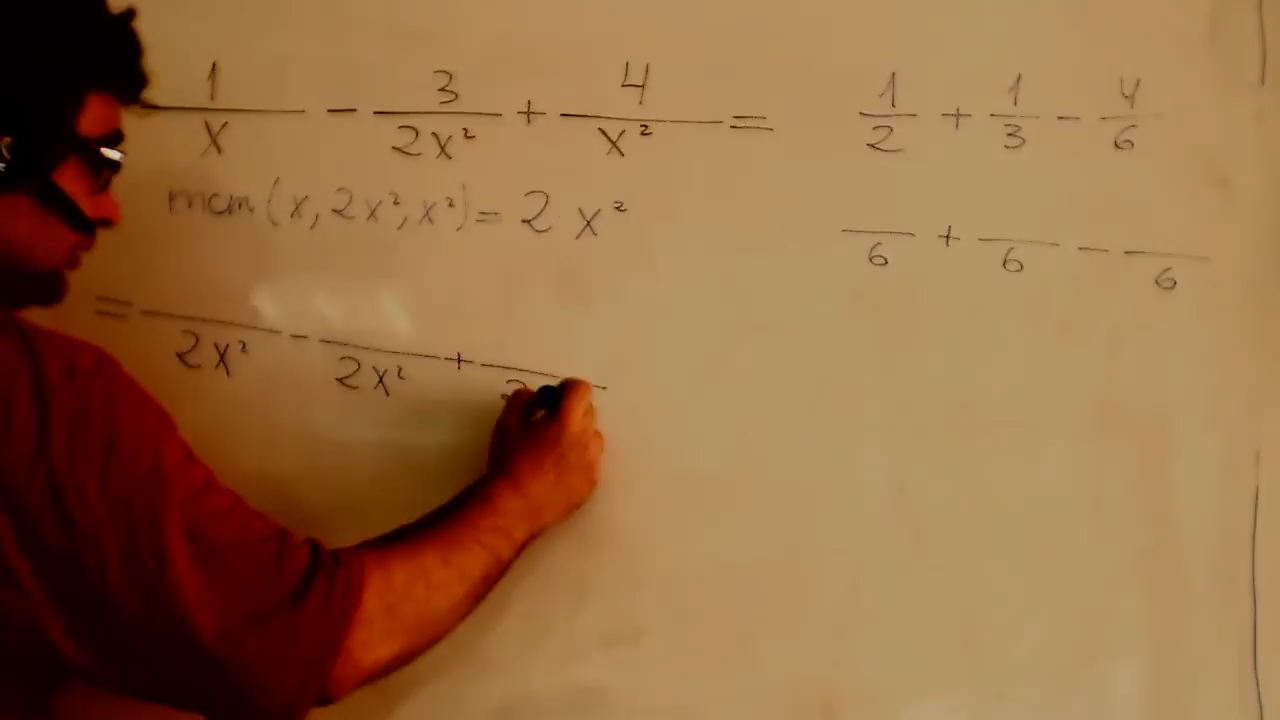 1/x - 3/2x² + 4/x² =
mcm(x, 2x², x²) = 2x²
= /2x² - /2x² + /2
1/2 + 1/3 - 4/6
/6 + /6 - /6